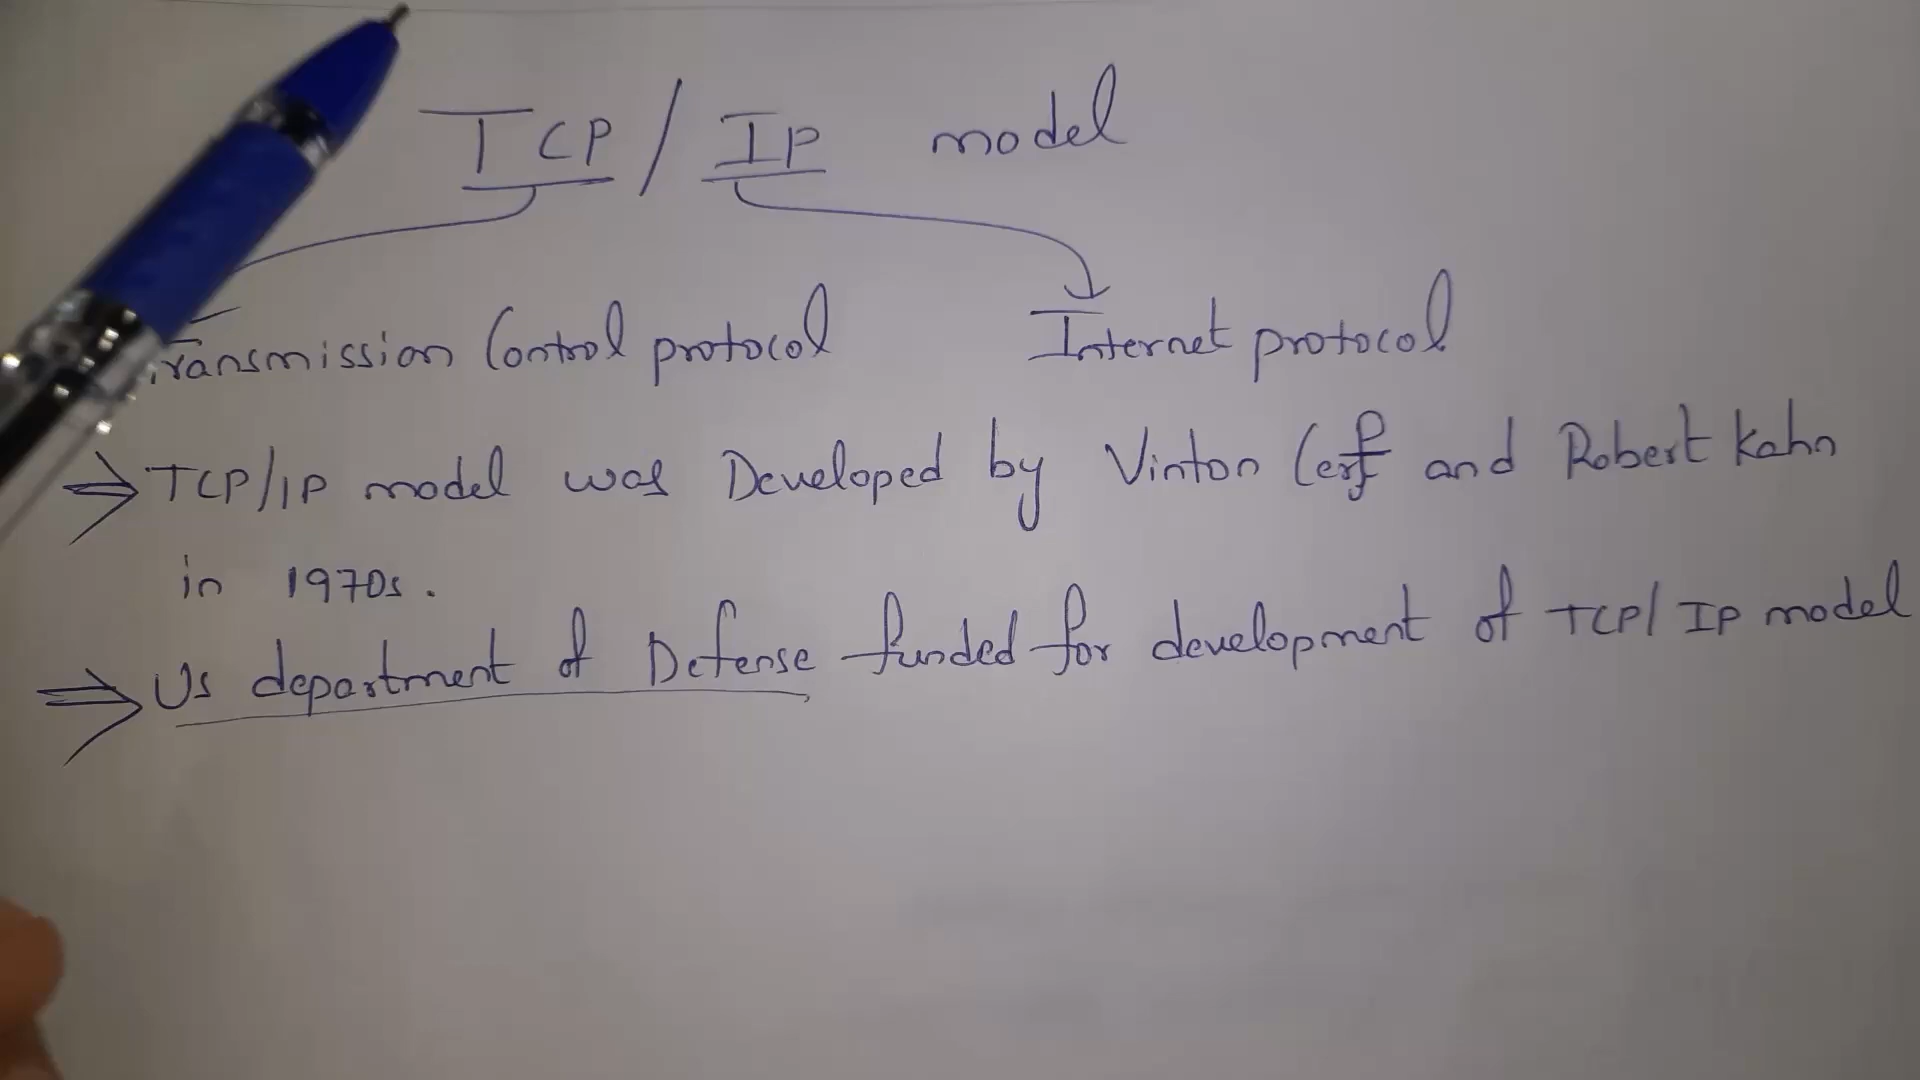 TCP/IP model
Transmission Control protocol Internet protocol
⇒ TCP/IP model was Developed by Vinton Cerf and Robert Kahn
in 1970s.
⇒ Us department of Defense funded for development of TCP/IP model